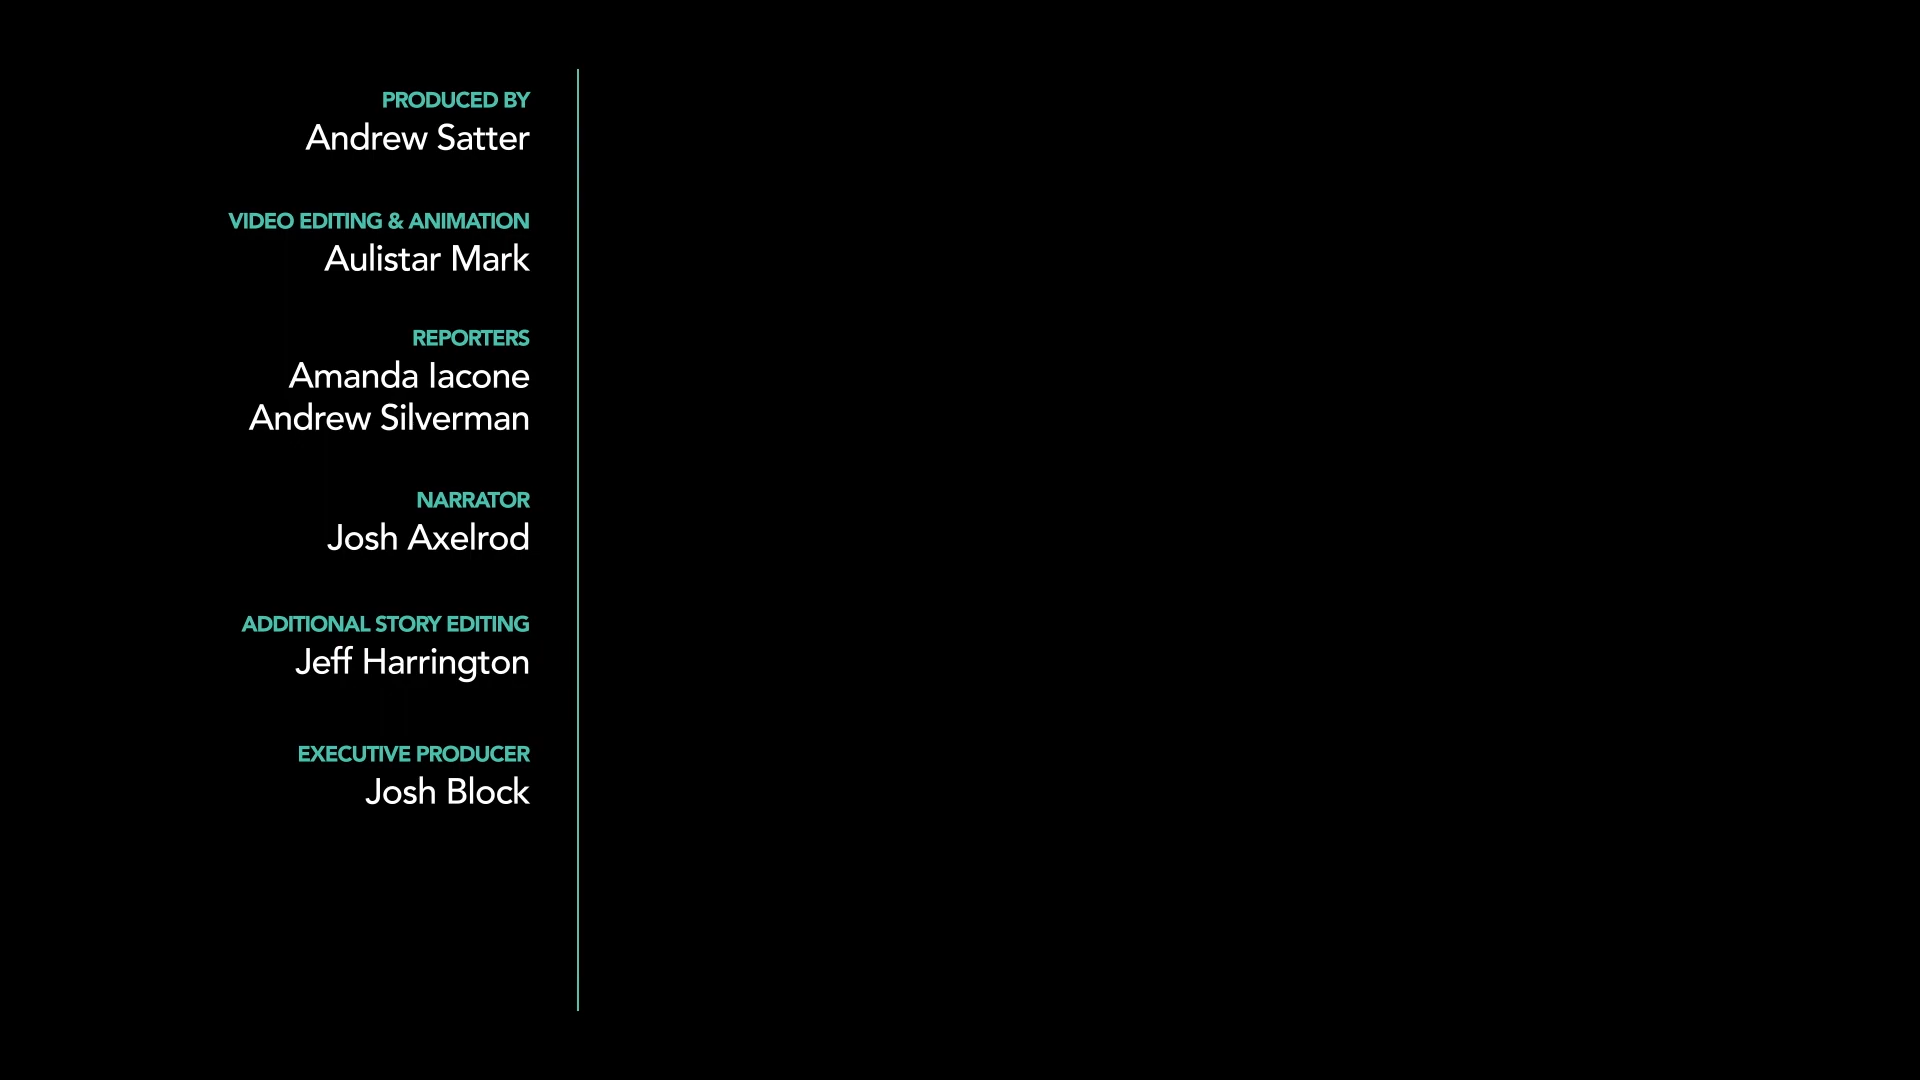 PRODUCED BY
Andrew Satter
VIDEO EDITING & ANIMATION
Aulistar Mark
REPORTERS
Amanda Iacone
Andrew Silverman
NARRATOR
Josh Axelrod
ADDITIONAL STORY EDITING
Jeff Harrington
EXECUTIVE PRODUCER
Josh Block